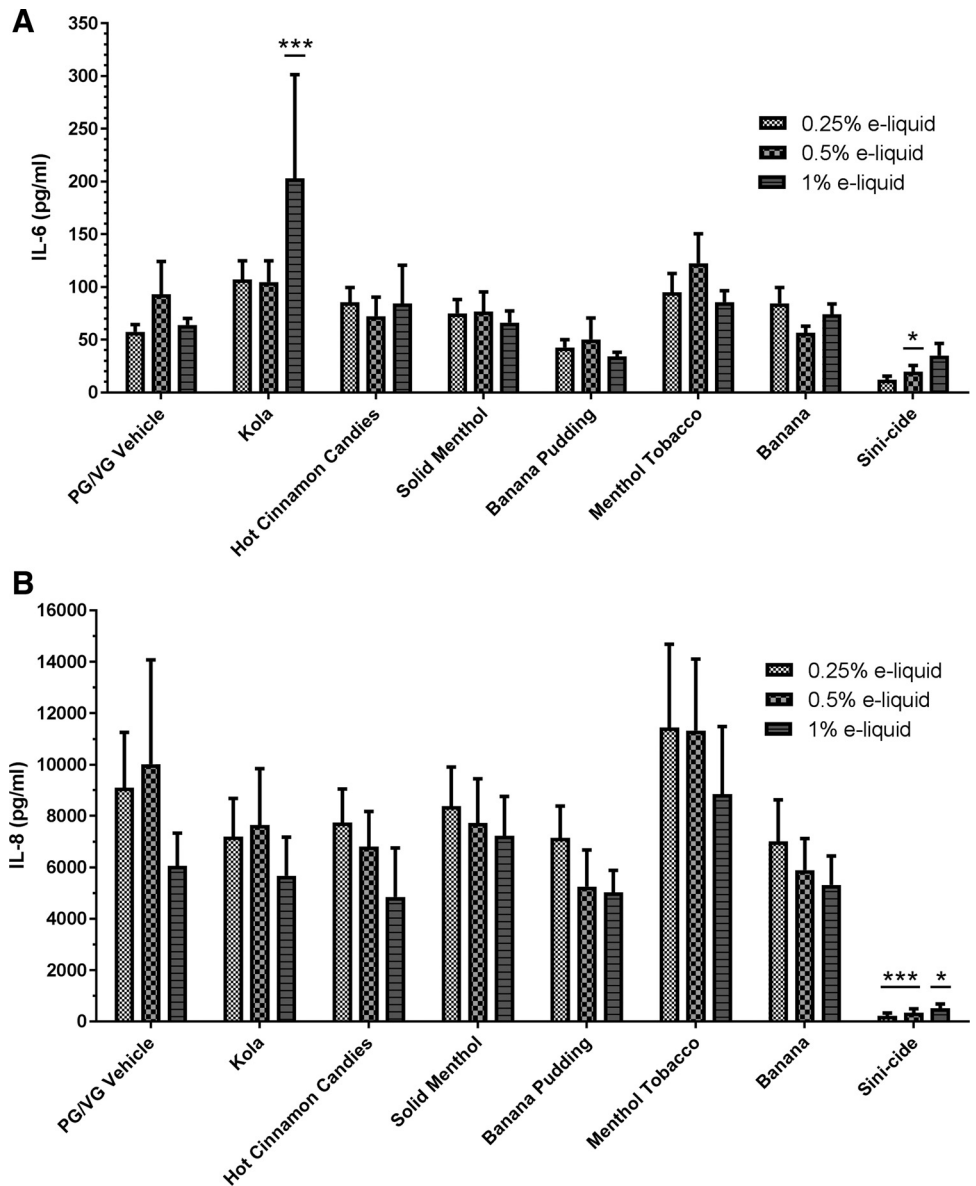 A
350
300
250
200
150
100
50
0
IL-6 (pg/ml)
***
*
0.25% e-liquid
0.5% e-liquid
1% e-liquid
PG/VG Vehicle
Kola
Hot Cinnamon Candies
Solid Menthol
Banana Pudding
Menthol Tobacco
Banana
Sini-cide
B
16000
14000
12000
10000
8000
6000
4000
2000
0
IL-8 (pg/ml)
0.25% e-liquid
0.5% e-liquid
1% e-liquid
*** *
PG/VG Vehicle
Kola
Hot Cinnamon Candies
Solid Menthol
Banana Pudding
Menthol Tobacco
Banana
Sini-cide